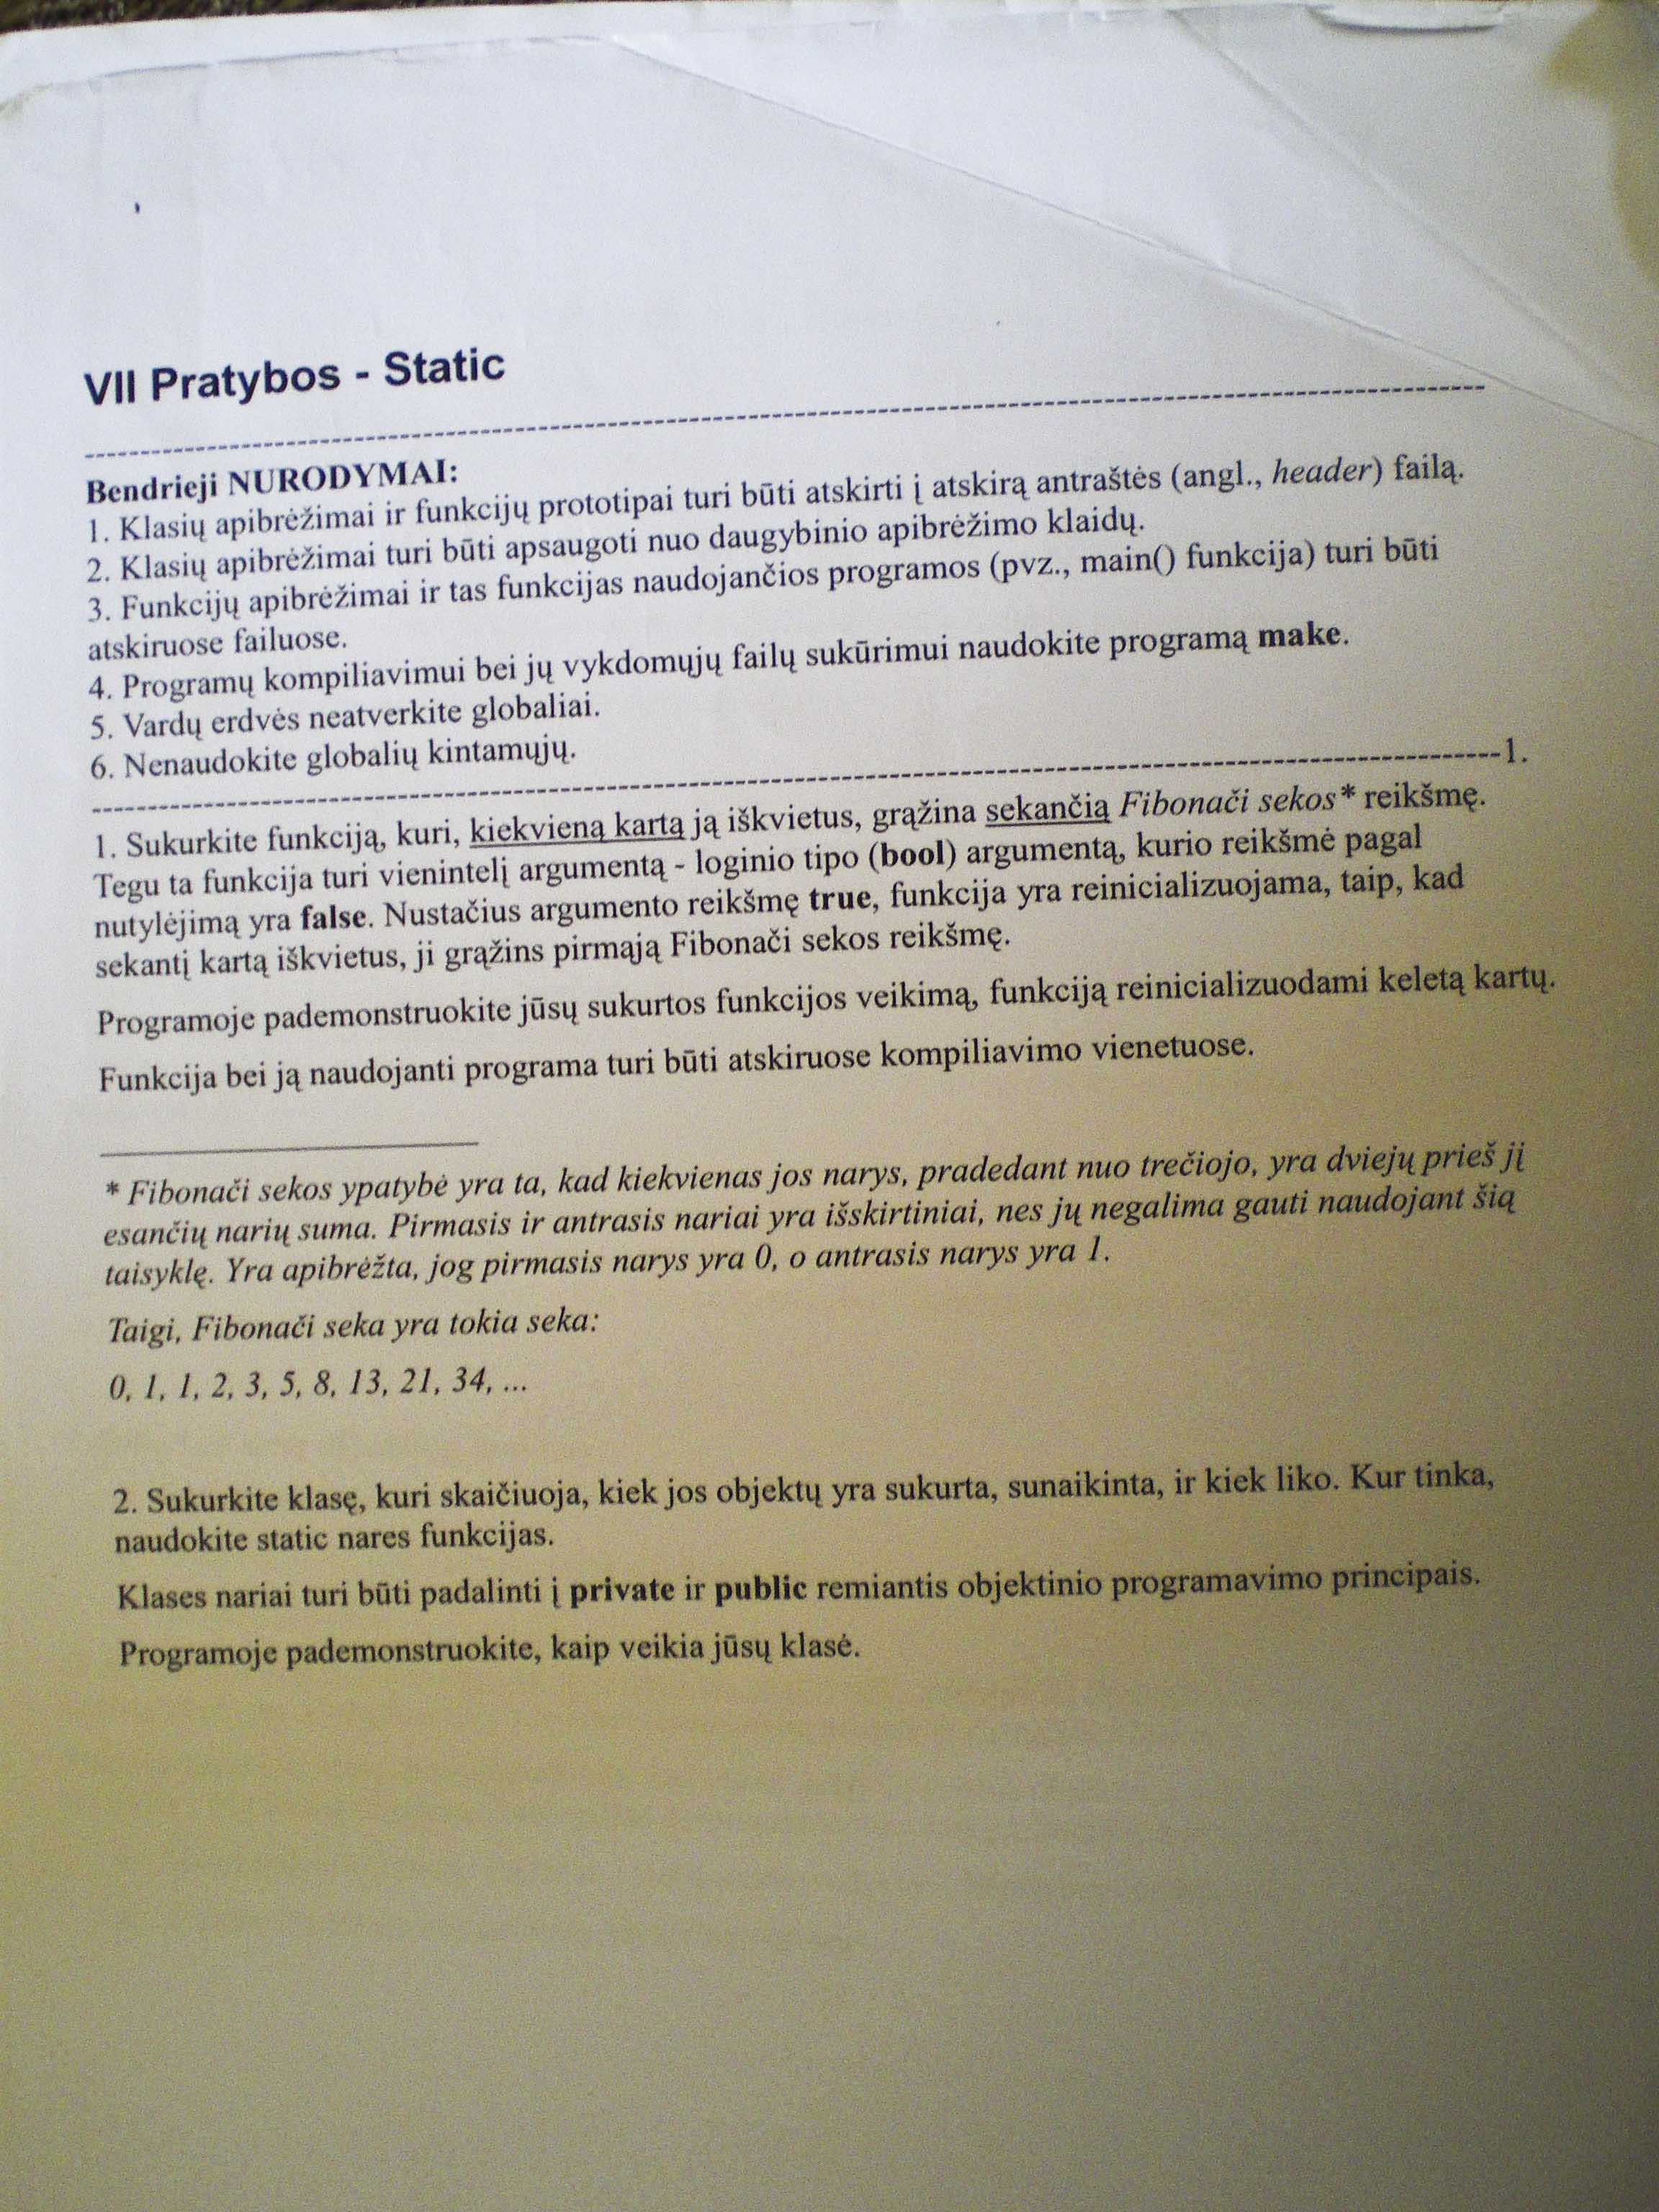 VII Pratybos - Static
Bendrieji NURODYMAI:
1. Klasių apibrėžimai ir funkcijų prototipai turi būti atskirti į atskirą antraštės (angl., header) failą.
2. Klasių apibrėžimai turi būti apsaugoti nuo daugybinio apibrėžimo klaidų.
3. Funkcijų apibrėžimai ir tas funkcijas naudojančios programos (pvz., main() funkcija) turi būti
atskiruose failuose.
4. Programų kompiliavimui bei jų vykdomųjų failų sukūrimui naudokite programą make.
5. Vardų erdvės neatverkite globaliai.
6. Nenaudokite globalių kintamųjų.
1.
1. Sukurkite funkciją, kuri, kiekvieną kartą ją iškvietus, grąžina sekančią Fibonači sekos* reikšmę.
Tegu ta funkcija turi vienintelį argumentą - loginio tipo (bool) argumentą, kurio reikšmė pagal
nutylėjimą yra false. Nustačius argumento reikšmę true, funkcija yra reinicializuojama, taip, kad
sekantį kartą iškvietus, ji grąžins pirmąją Fibonači sekos reikšmę.
Programoje pademonstruokite jūsų sukurtos funkcijos veikimą, funkciją reinicializuodami keletą kartų.
Funkcija bei ją naudojanti programa turi būti atskiruose kompiliavimo vienetuose.
* Fibonači sekos ypatybė yra ta, kad kiekvienas jos narys, pradedant nuo trečiojo, yra dviejų prieš jį
esančių narių suma. Pirmasis ir antrasis nariai yra išskirtiniai, nes jų negalima gauti naudojant šią
taisyklę. Yra apibrėžta, jog pirmasis narys yra 0, o antrasis narys yra 1.
Taigi, Fibonači seka yra tokia seka:
0, 1, 1, 2, 3, 5, 8, 13, 21, 34, ...
2. Sukurkite klasę, kuri skaičiuoja, kiek jos objektų yra sukurta, sunaikinta, ir kiek liko. Kur tinka,
naudokite static nares funkcijas.
Klases nariai turi būti padalinti į private ir public remiantis objektinio programavimo principais.
Programoje pademonstruokite, kaip veikia jūsų klasė.